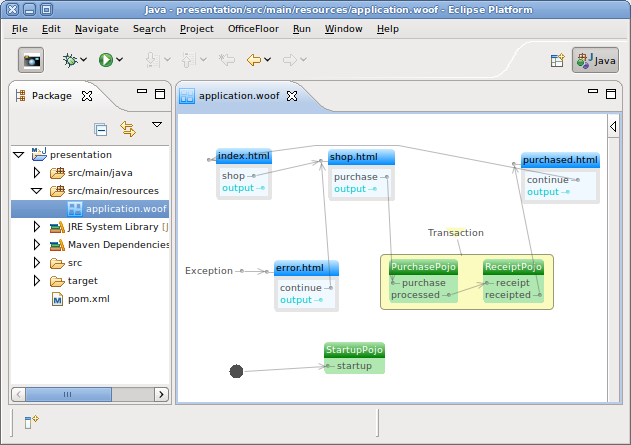 Java - presentation/src/main/resources/application.woof - Eclipse Platform
File Edit Navigate Search Project OfficeFloor Run Window Help
Java
Package
application.woof
presentation
src/main/java
src/main/resources
application.woof
JRE System Library [J
Maven Dependencies
src
target
pom.xml
index.html
shop
output
shop.html
purchase
output
purchased.html
continue
output
Transaction
Exception
error.html
continue
output
PurchasePojo
purchase
processed
ReceiptPojo
receipt
receipted
StartupPojo
startup